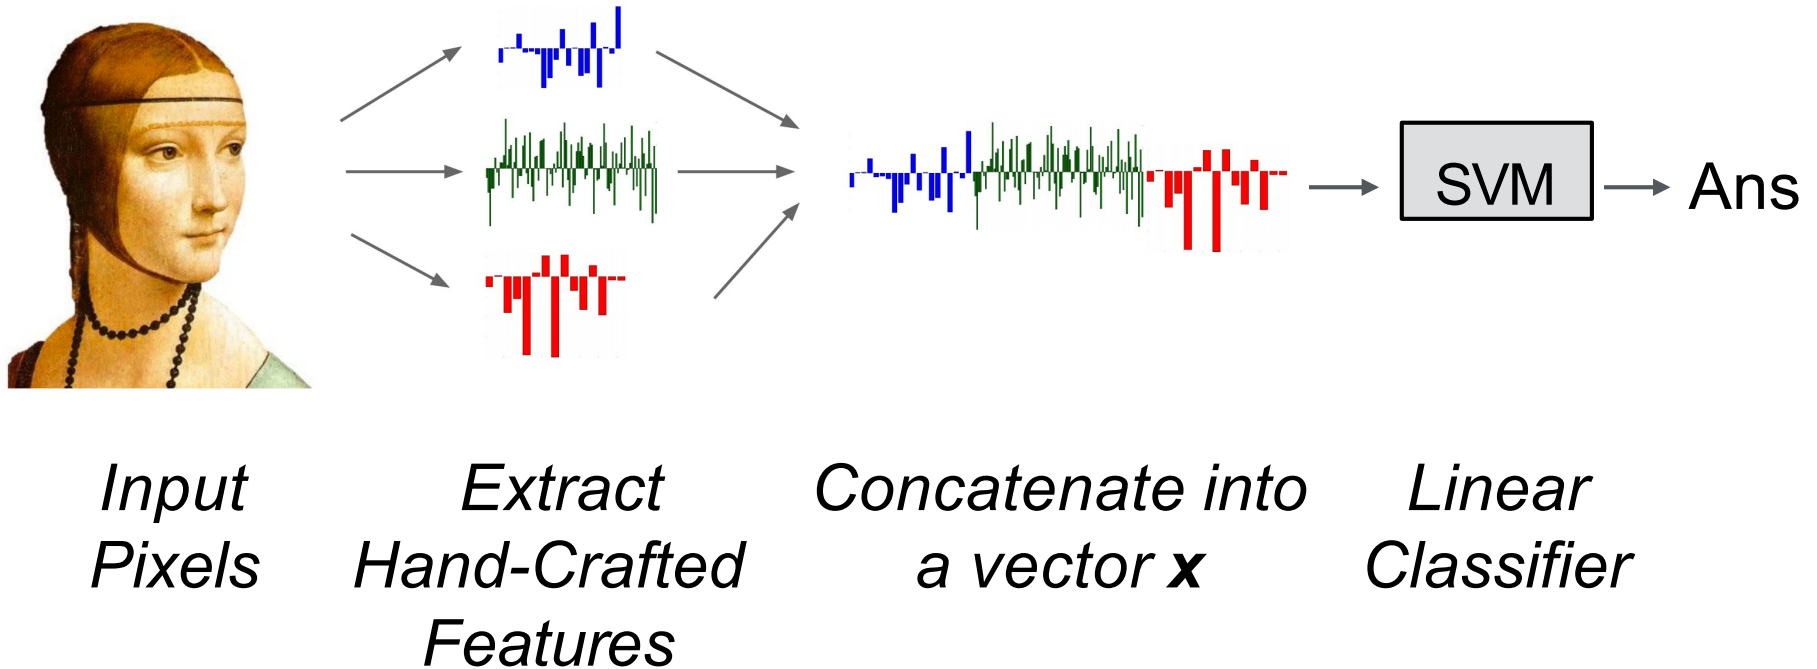 SVM
Ans
Input
Pixels
Extract
Hand-Crafted
Features
Concatenate into
a vector x
Linear
Classifier